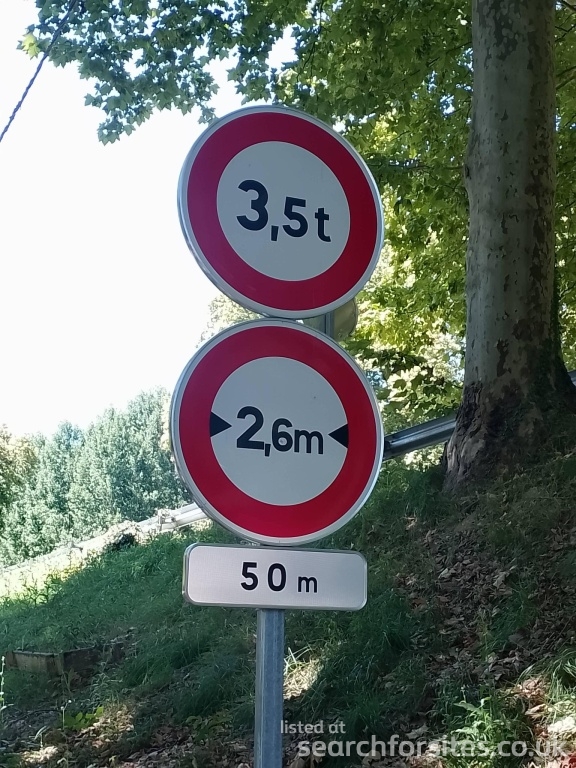 3,5t
2,6m
50 m
listed at
searchforsites.co.uk